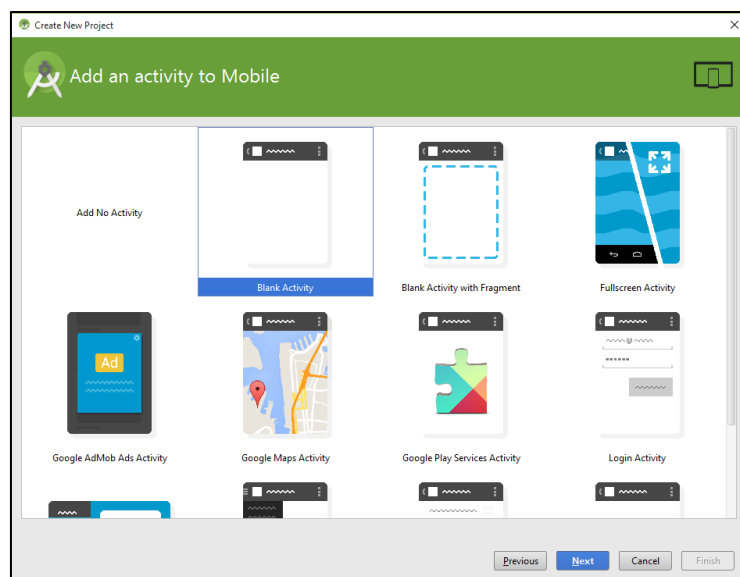 Create New Project
Add an activity to Mobile
Add No Activity
Blank Activity
Blank Activity with Fragment
Fullscreen Activity
Ad
Google AdMob Ads Activity
Google Maps Activity
Google Play Services Activity
Login Activity
Previous
Next
Cancel
Finish